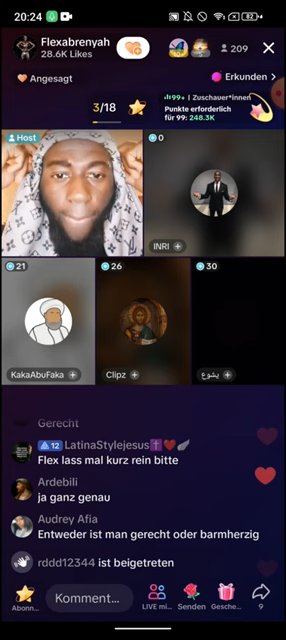 20:24
82
Flexabrenyah
28.6K Likes
209
Angesagt
Erkunden >
3/18
99+ | Zuschauer*innen
Punkte erforderlich
für 99: 248.3K
Host
0
INRI +
21
26
30
KakaAbuFaka +
Clipz +
يشوع +
Gerecht
12 LatinaStylejesus
Flex lass mal kurz rein bitte
Ardebili
ja ganz genau
Audrey Afia
Entweder ist man gerecht oder barmherzig
rddd12344 ist beigetreten
Komment...
Abonn...
LIVE mi...
Senden
Gesche...
9